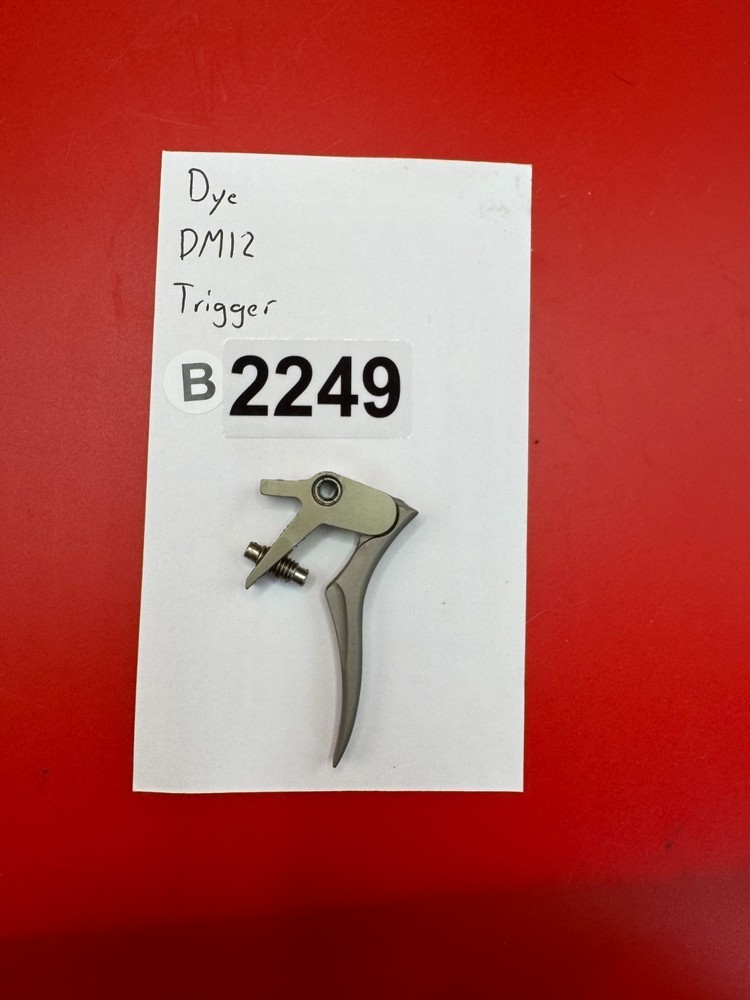 Dye
DM12
Trigger
B 2249